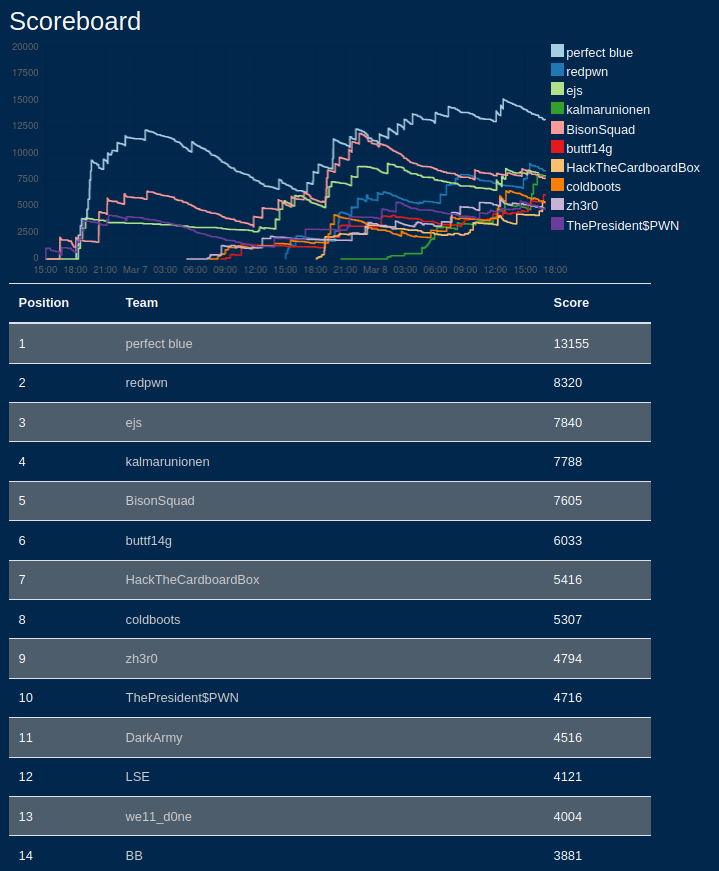 Scoreboard
20000
17500
15000
12500
10000
7500
5000
2500
0
15:00 18:00 21:00 Mar 7 03:00 06:00 09:00 12:00 15:00 18:00 21:00 Mar 8 03:00 06:00 09:00 12:00 15:00 18:00
perfect blue
redpwn
ejs
kalmarunionen
BisonSquad
buttf14g
HackTheCardboardBox
coldboots
zh3r0
ThePresident$PWN
Position Team Score
1 perfect blue 13155
2 redpwn 8320
3 ejs 7840
4 kalmarunionen 7788
5 BisonSquad 7605
6 buttf14g 6033
7 HackTheCardboardBox 5416
8 coldboots 5307
9 zh3r0 4794
10 ThePresident$PWN 4716
11 DarkArmy 4516
12 LSE 4121
13 we11_d0ne 4004
14 BB 3881